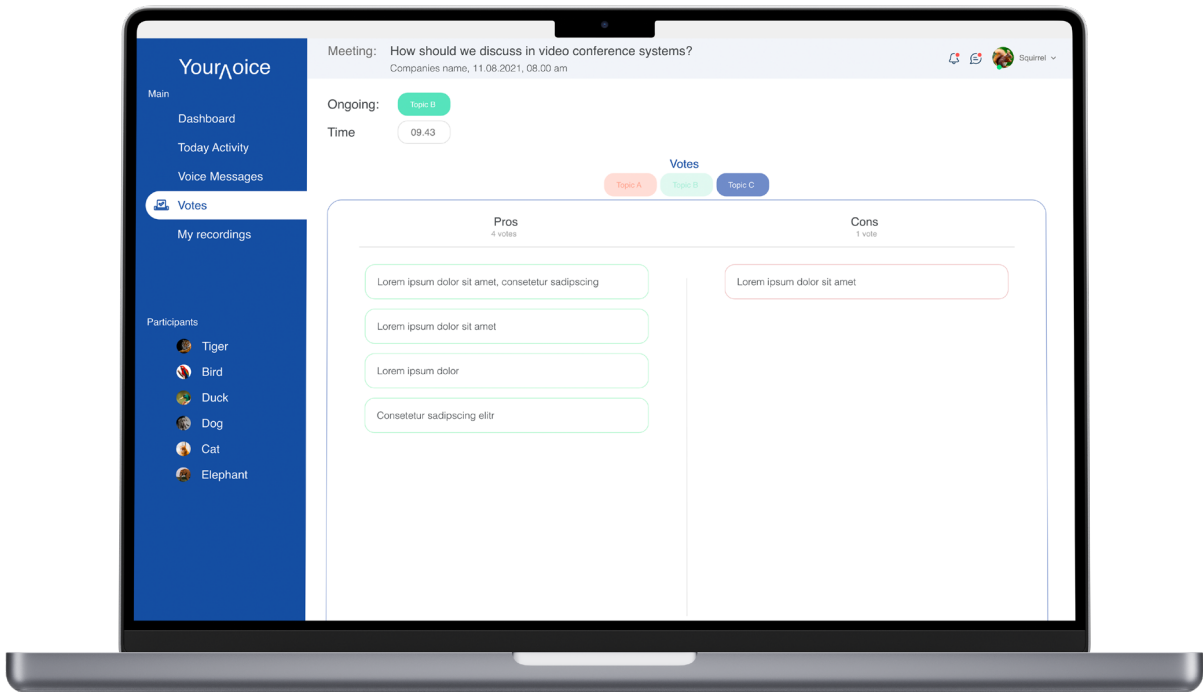 YourVoice
Main
Dashboard
Today Activity
Voice Messages
Votes
My recordings
Participants
Tiger
Bird
Duck
Dog
Cat
Elephant
Meeting: How should we discuss in video conference systems?
Companies name, 11.08.2021, 08.00 am
Squirrel
Ongoing: Topic B
Time 09.43
Votes
Topic A Topic B Topic C
Pros
4 votes
Lorem ipsum dolor sit amet, consetetur sadipscing
Lorem ipsum dolor sit amet
Lorem ipsum dolor
Consetetur sadipscing elitr
Cons
1 vote
Lorem ipsum dolor sit amet